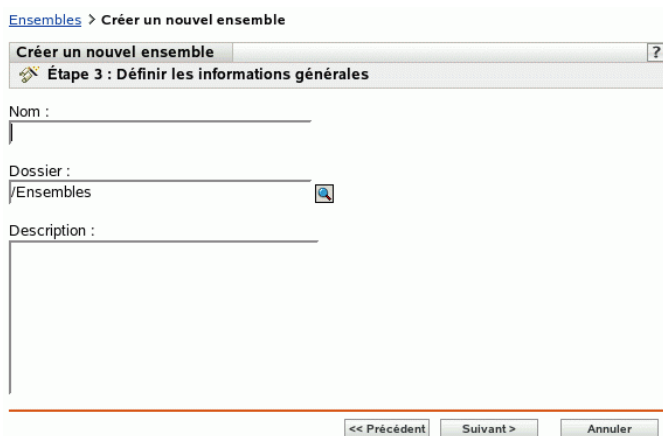 Ensembles > Créer un nouvel ensemble
Créer un nouvel ensemble ?
Étape 3 : Définir les informations générales
Nom :
Dossier :
/Ensembles
Description :
<< Précédent Suivant > Annuler